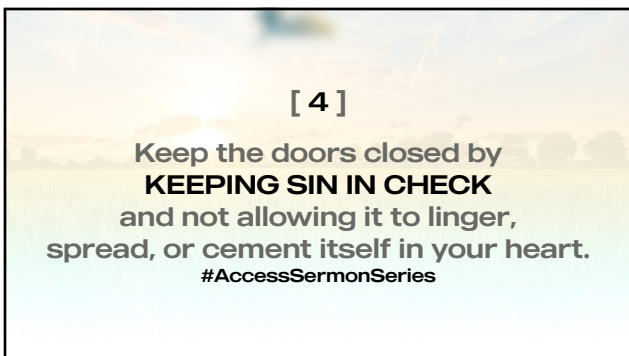 [ 4 ]
Keep the doors closed by
KEEPING SIN IN CHECK
and not allowing it to linger,
spread, or cement itself in your heart.
#AccessSermonSeries